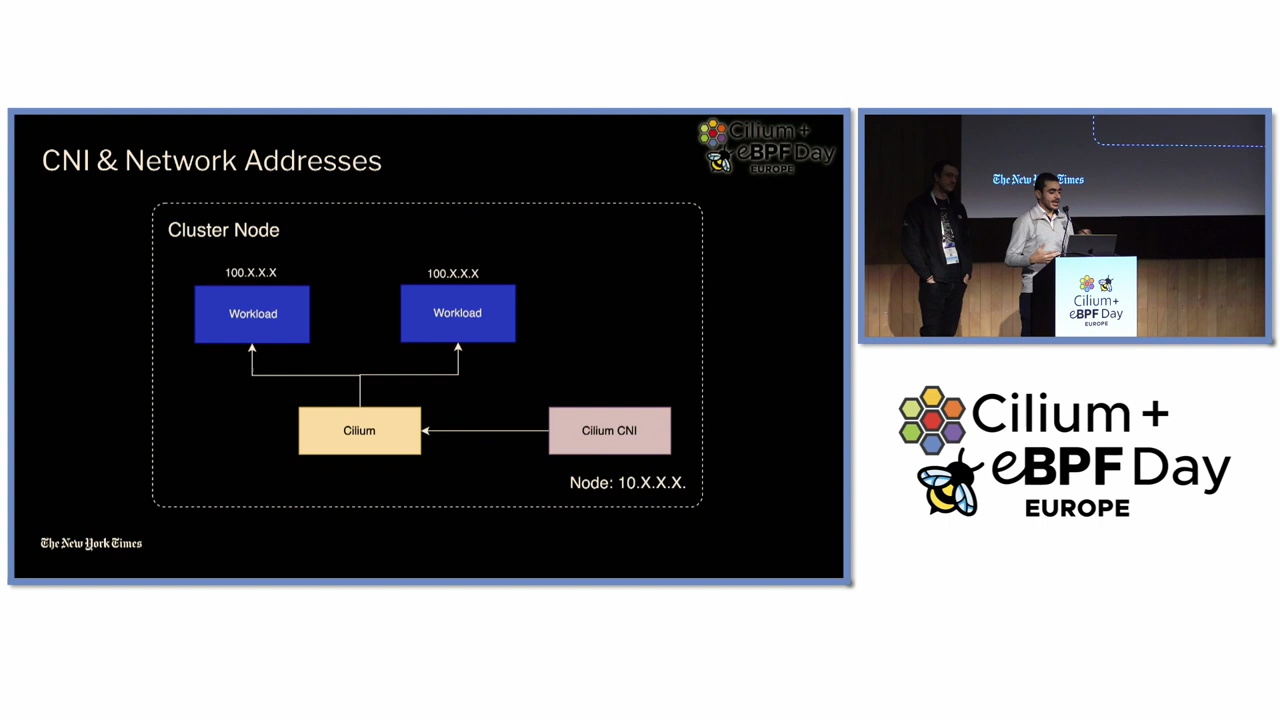 CNI & Network Addresses
Cilium +
eBPF Day
EUROPE
Cluster Node
100.X.X.X
100.X.X.X
Workload
Workload
Cilium
Cilium CNI
Node: 10.X.X.X.
The New York Times
The New York Times
Cilium+
eBPF Day
EUROPE
Cilium +
eBPF Day
EUROPE